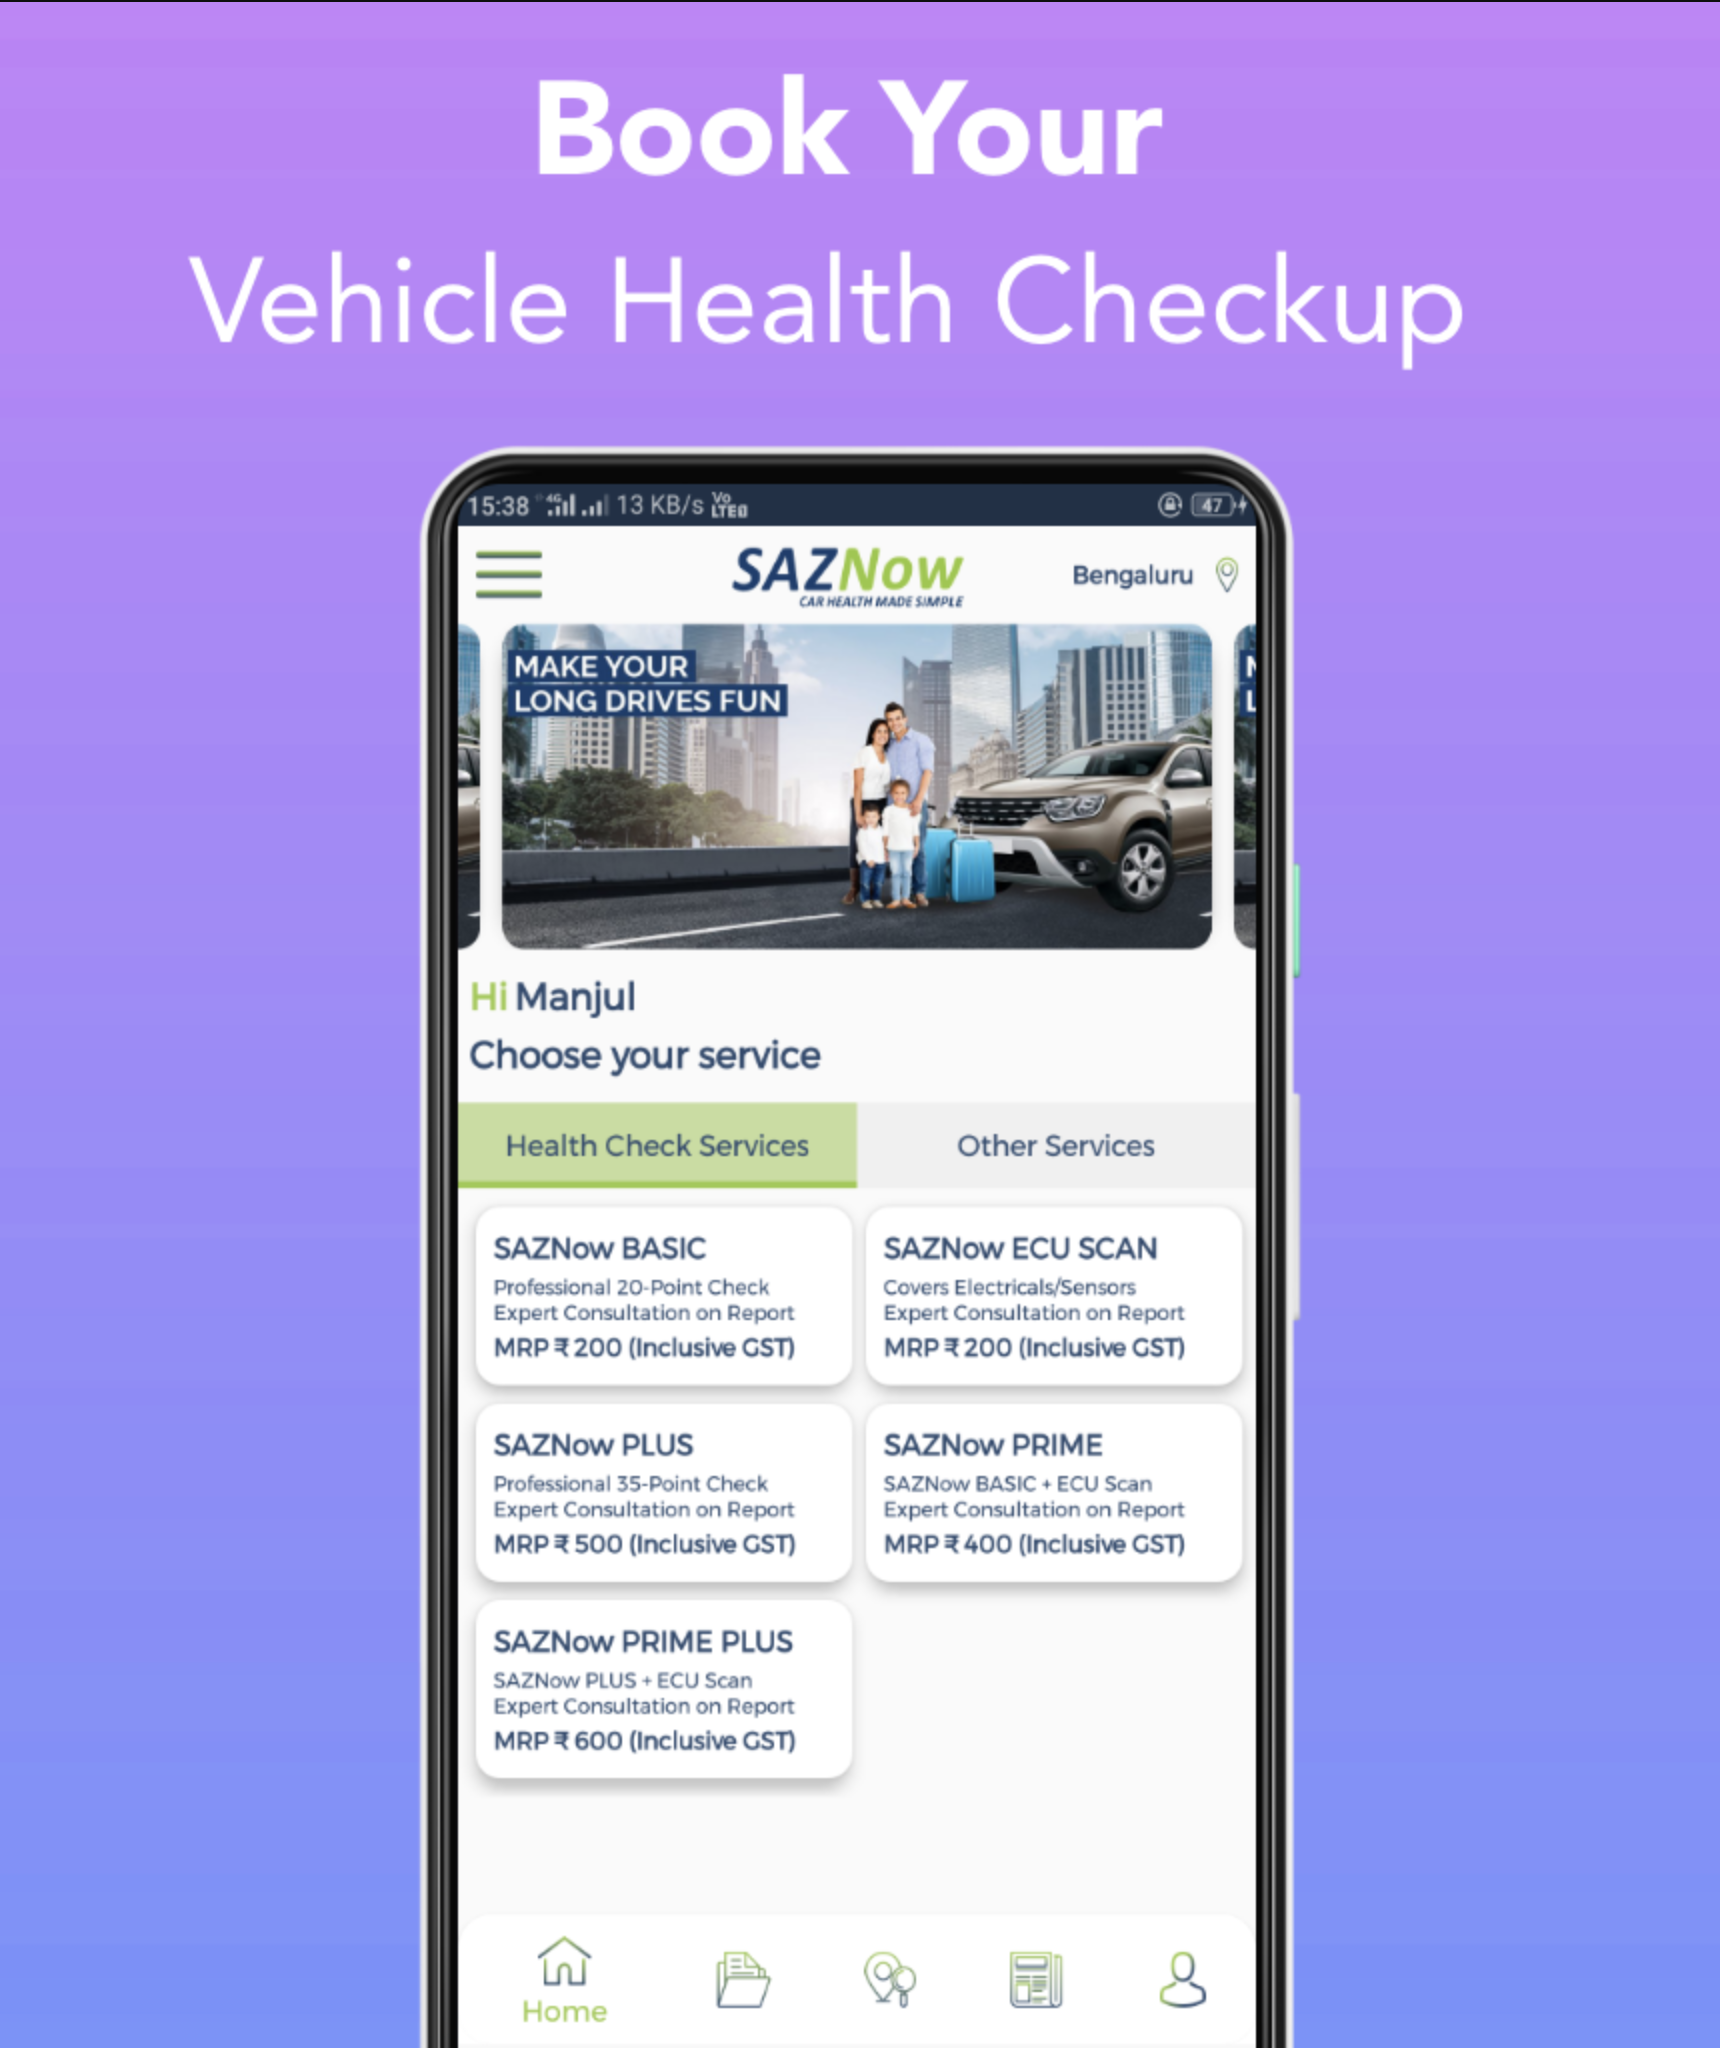 Book Your
Vehicle Health Checkup
15:38 4G 13 KB/s Vo LTE 47
SAZNow
Bengaluru
CAR HEALTH MADE SIMPLE
MAKE YOUR
LONG DRIVES FUN
Hi Manjul
Choose your service
Health Check Services
Other Services
SAZNow BASIC
Professional 20-Point Check
Expert Consultation on Report
MRP ₹ 200 (Inclusive GST)
SAZNow ECU SCAN
Covers Electricals/Sensors
Expert Consultation on Report
MRP ₹ 200 (Inclusive GST)
SAZNow PLUS
Professional 35-Point Check
Expert Consultation on Report
MRP ₹ 500 (Inclusive GST)
SAZNow PRIME
SAZNow BASIC + ECU Scan
Expert Consultation on Report
MRP ₹ 400 (Inclusive GST)
SAZNow PRIME PLUS
SAZNow PLUS + ECU Scan
Expert Consultation on Report
MRP ₹ 600 (Inclusive GST)
Home